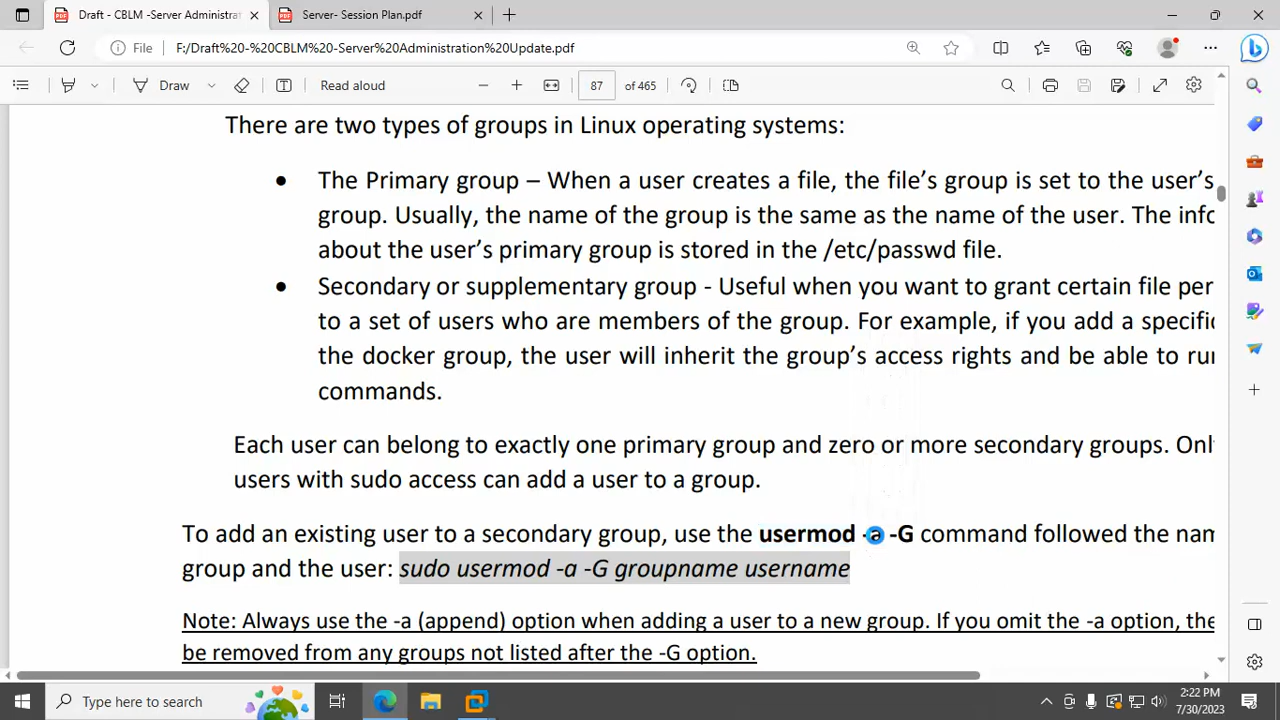 Draft - CBLM -Server Administrat
Server- Session Plan.pdf
File
F:/Draft%20-%20CBLM%20-Server%20Administration%20Update.pdf
Draw
Read aloud
87
of 465
There are two types of groups in Linux operating systems:
• The Primary group – When a user creates a file, the file's group is set to the user's
group. Usually, the name of the group is the same as the name of the user. The info
about the user's primary group is stored in the /etc/passwd file.
• Secondary or supplementary group - Useful when you want to grant certain file per
to a set of users who are members of the group. For example, if you add a specific
the docker group, the user will inherit the group's access rights and be able to run
commands.
Each user can belong to exactly one primary group and zero or more secondary groups. Onl
users with sudo access can add a user to a group.
To add an existing user to a secondary group, use the usermod -a -G command followed the nam
group and the user: sudo usermod -a -G groupname username
Note: Always use the -a (append) option when adding a user to a new group. If you omit the -a option, the
be removed from any groups not listed after the -G option.
Type here to search
2:22 PM
7/30/2023